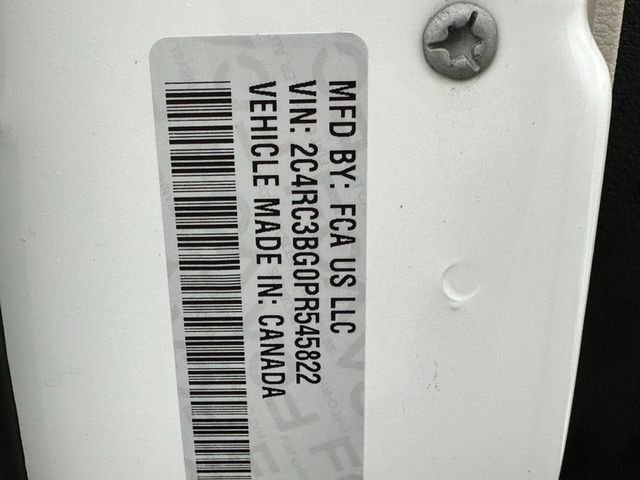 MFD BY: FCA US LLC
VIN: 2C4RC3BG0PR545822
VEHICLE MADE IN: CANADA